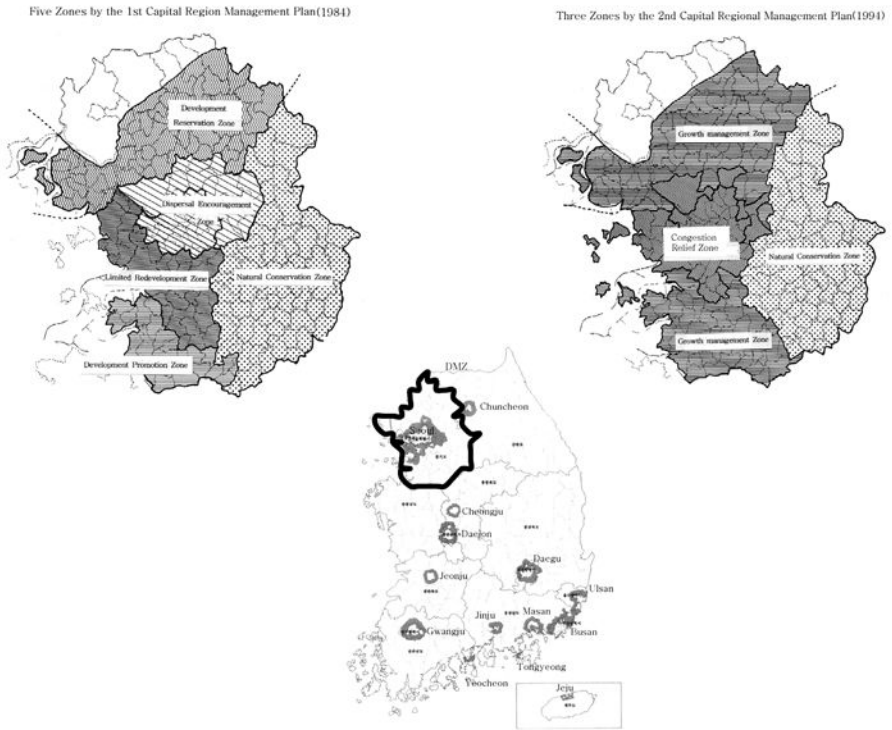 Five Zones by the 1st Capital Region Management Plan(1984)
Development
Reservation Zone
Dispersal Encouragement
Zone
Limited Redevelopment Zone
Natural Conservation Zone
Development Promotion Zone
Three Zones by the 2nd Capital Regional Management Plan(1994)
Growth management Zone
Congestion
Relief Zone
Natural Conservation Zone
Growth management Zone
DMZ
Chuncheon
Seoul
Cheongju
Daejon
Daegu
Jeonju
Ulsan
Jinju
Masan
Gwangju
Busan
Tongyeong
Yeocheon
Jeju